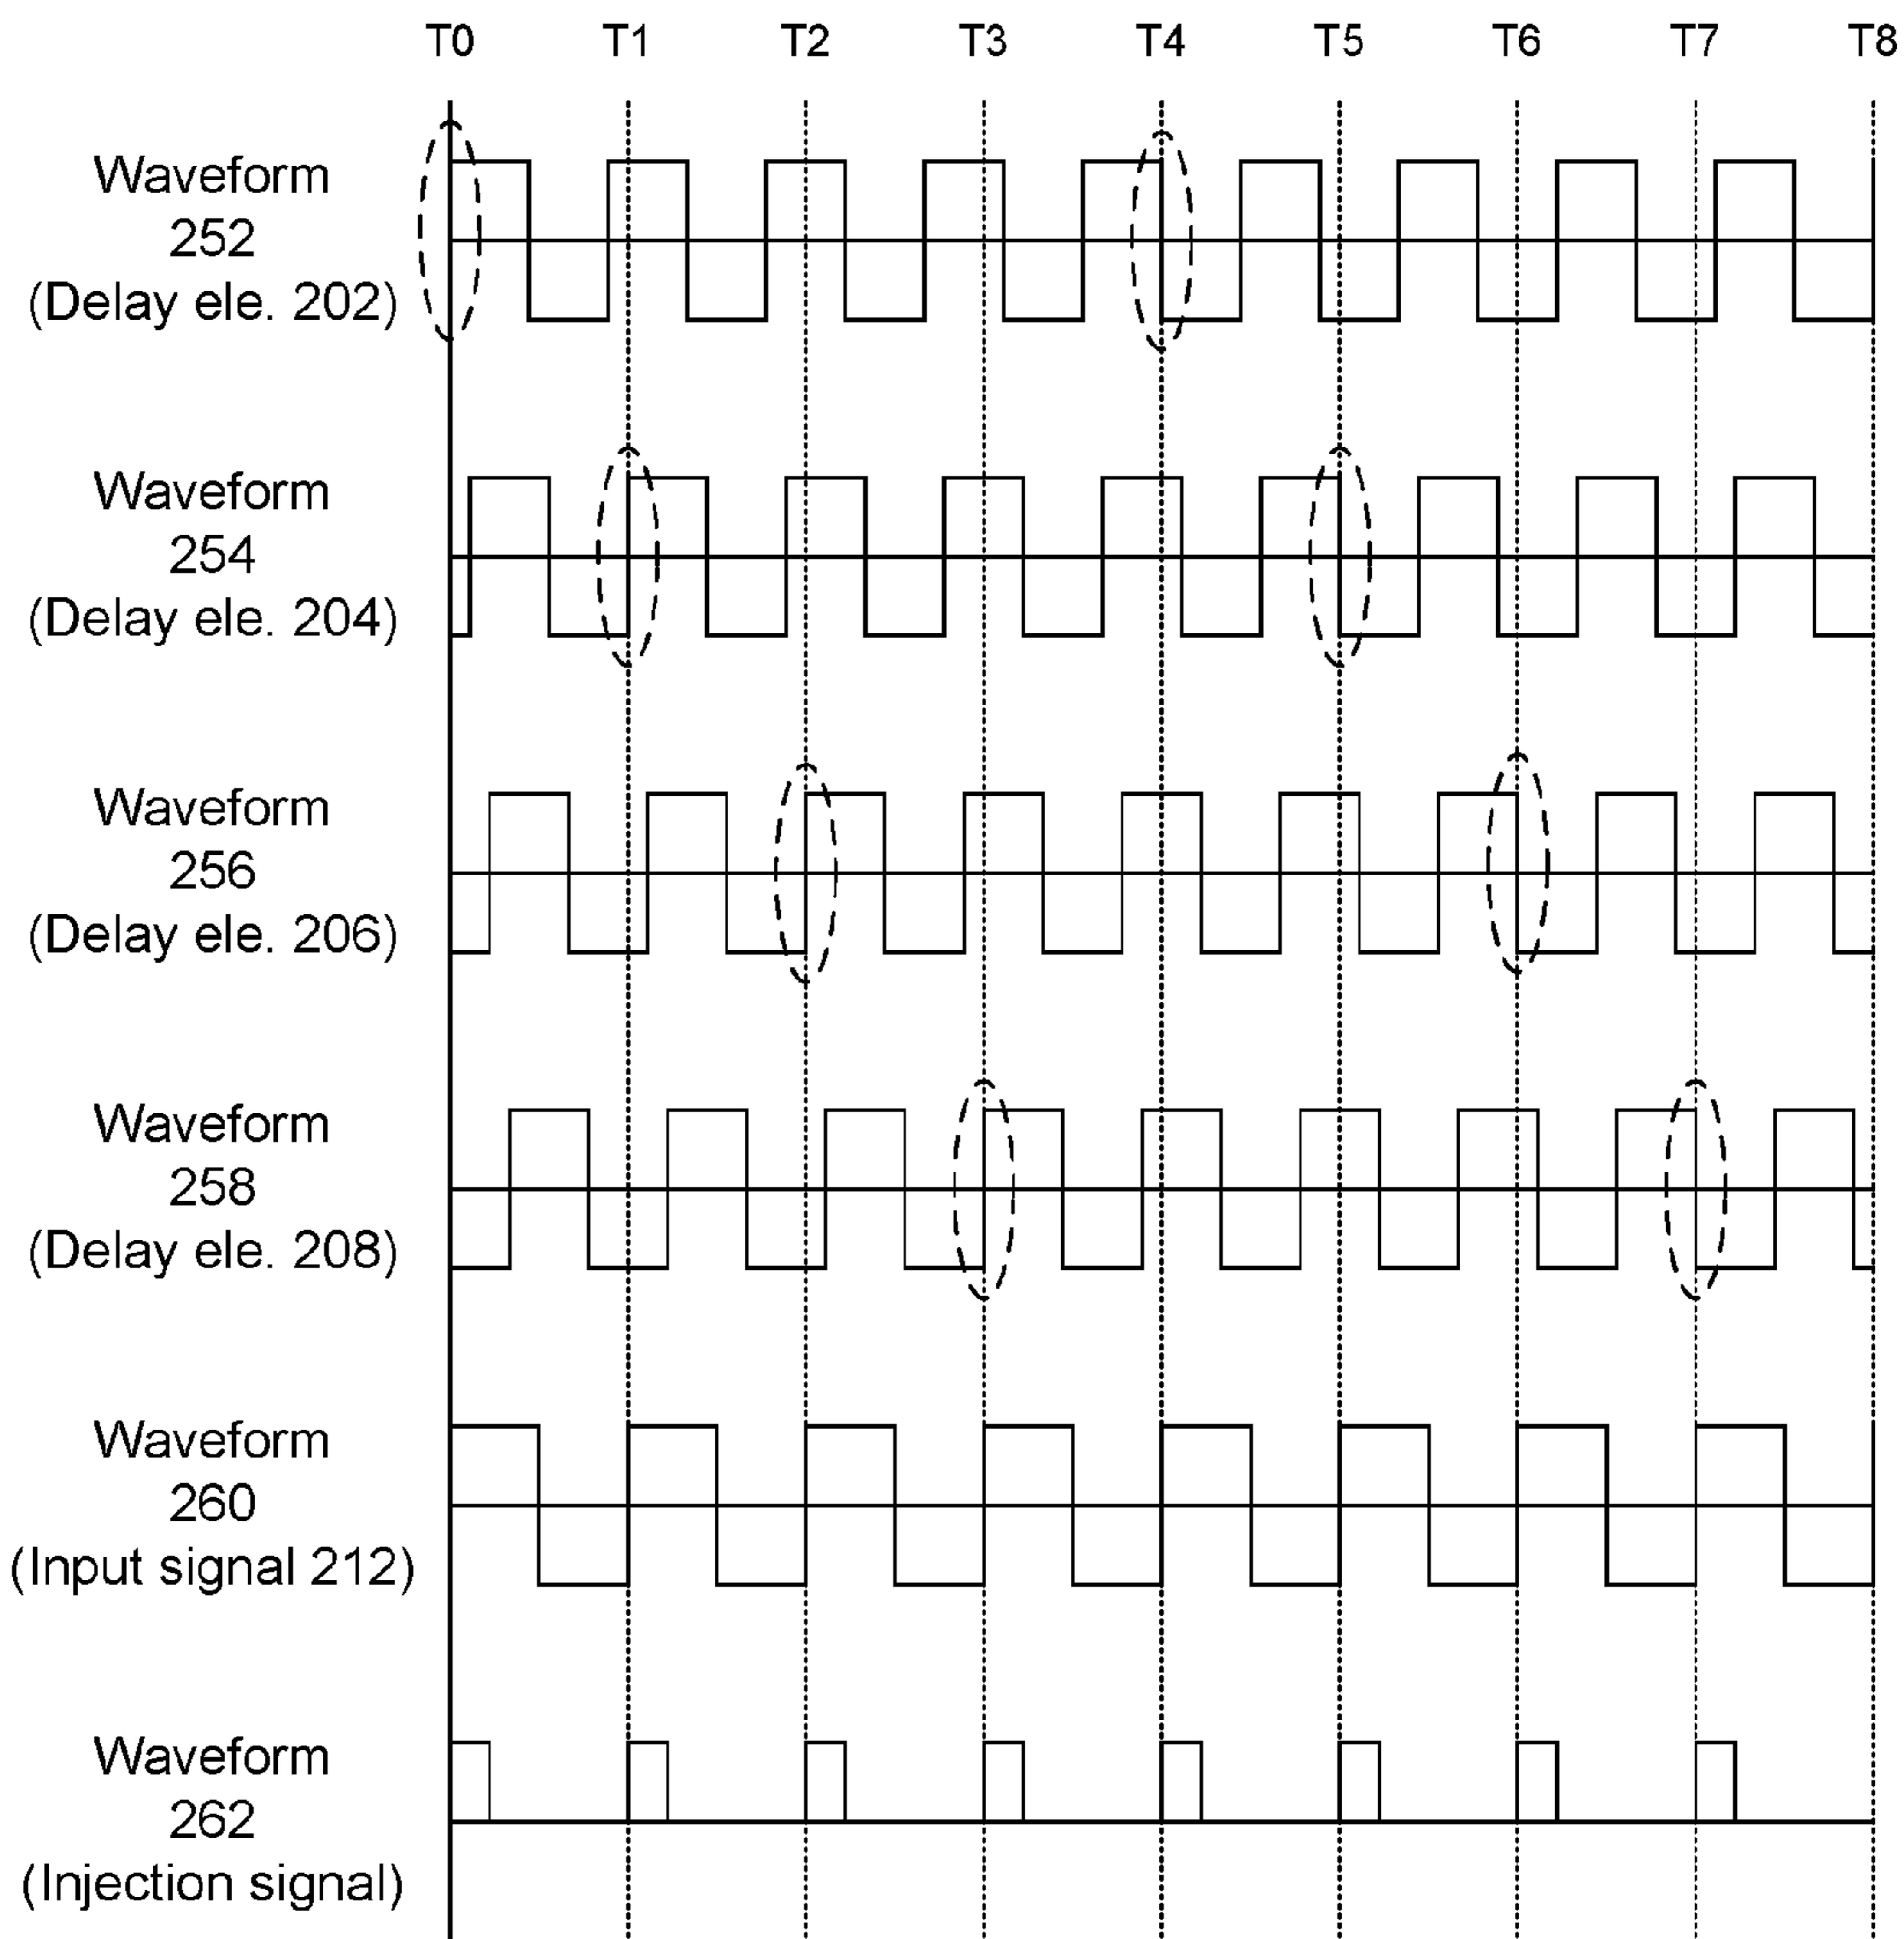 T0 T1 T2 T3 T4 T5 T6 T7 T8
Waveform
252
(Delay ele. 202)
Waveform
254
(Delay ele. 204)
Waveform
256
(Delay ele. 206)
Waveform
258
(Delay ele. 208)
Waveform
260
(Input signal 212)
Waveform
262
(Injection signal)